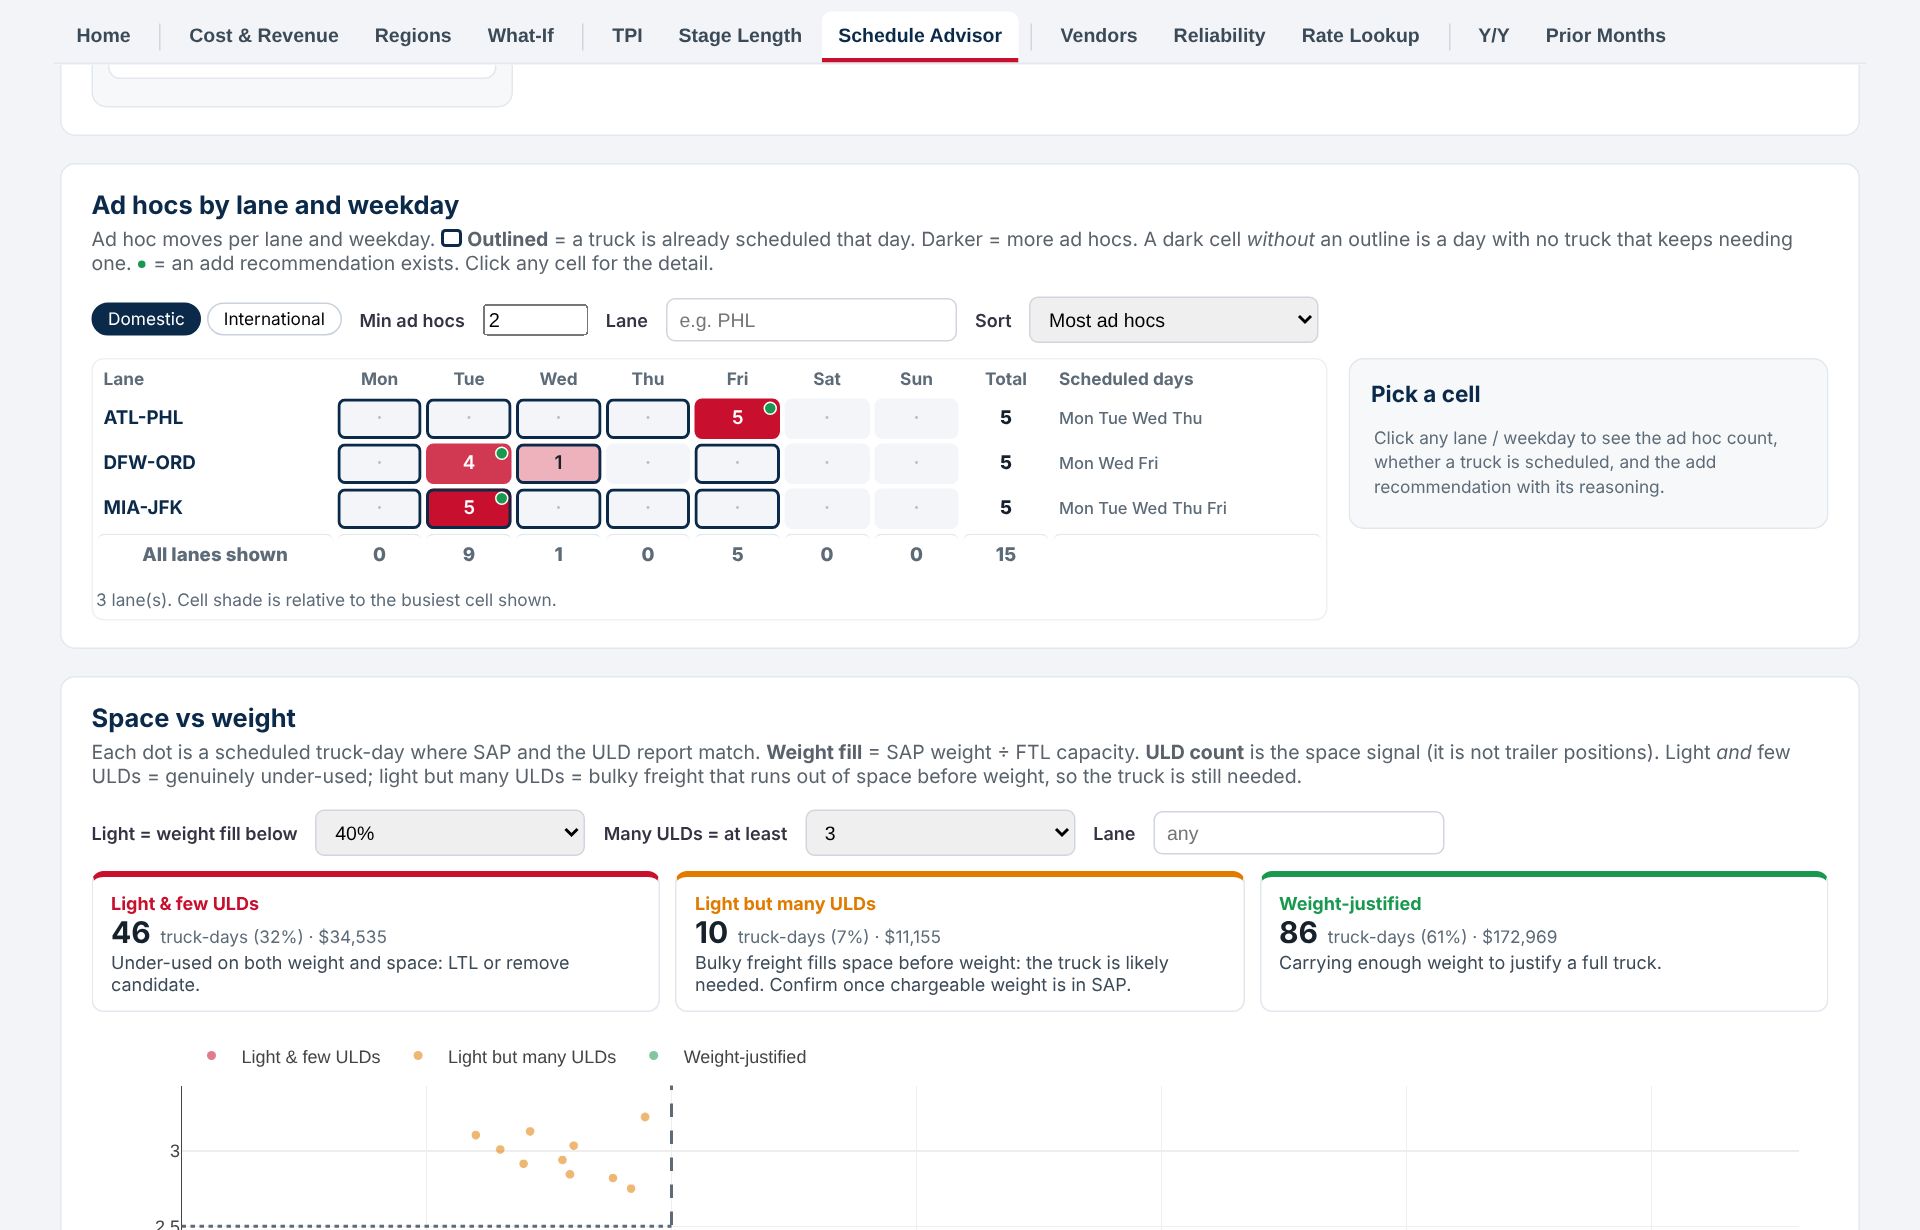 Home Cost & Revenue Regions What-If TPI Stage Length Schedule Advisor Vendors Reliability Rate Lookup Y/Y Prior Months
Ad hocs by lane and weekday
Ad hoc moves per lane and weekday. Outlined = a truck is already scheduled that day. Darker = more ad hocs. A dark cell without an outline is a day with no truck that keeps needing
one. • = an add recommendation exists. Click any cell for the detail.
Domestic International Min ad hocs 2 Lane e.g. PHL Sort Most ad hocs
Lane Mon Tue Wed Thu Fri Sat Sun Total Scheduled days
ATL-PHL · · · · 5 · · 5 Mon Tue Wed Thu
DFW-ORD · 4 1 · · · · 5 Mon Wed Fri
MIA-JFK · 5 · · · · · 5 Mon Tue Wed Thu Fri
All lanes shown 0 9 1 0 5 0 0 15
3 lane(s). Cell shade is relative to the busiest cell shown.
Pick a cell
Click any lane / weekday to see the ad hoc count,
whether a truck is scheduled, and the add
recommendation with its reasoning.
Space vs weight
Each dot is a scheduled truck-day where SAP and the ULD report match. Weight fill = SAP weight ÷ FTL capacity. ULD count is the space signal (it is not trailer positions). Light and few
ULDs = genuinely under-used; light but many ULDs = bulky freight that runs out of space before weight, so the truck is still needed.
Light = weight fill below 40% Many ULDs = at least 3 Lane any
Light & few ULDs
46 truck-days (32%) · $34,535
Under-used on both weight and space: LTL or remove
candidate.
Light but many ULDs
10 truck-days (7%) · $11,155
Bulky freight fills space before weight: the truck is likely
needed. Confirm once chargeable weight is in SAP.
Weight-justified
86 truck-days (61%) · $172,969
Carrying enough weight to justify a full truck.
Light & few ULDs Light but many ULDs Weight-justified
3
2.5